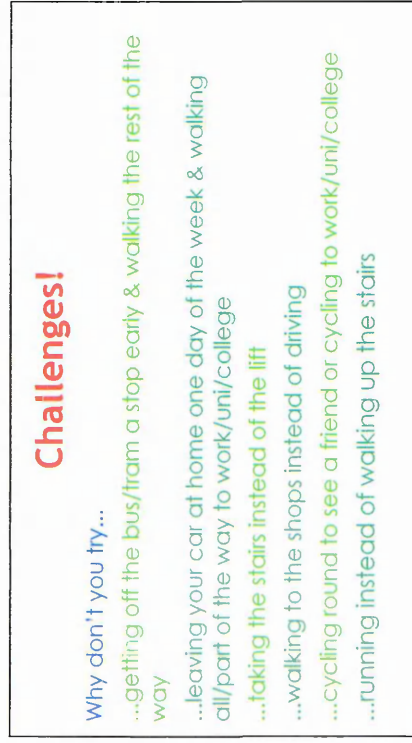 Challenges!
Why don't you try...
...getting off the bus/tram a stop early & walking the rest of the
way
...leaving your car at home one day of the week & walking
all/part of the way to work/uni/college
...taking the stairs instead of the lift
...walking to the shops instead of driving
...cycling round to see a friend or cycling to work/uni/college
...running instead of walking up the stairs